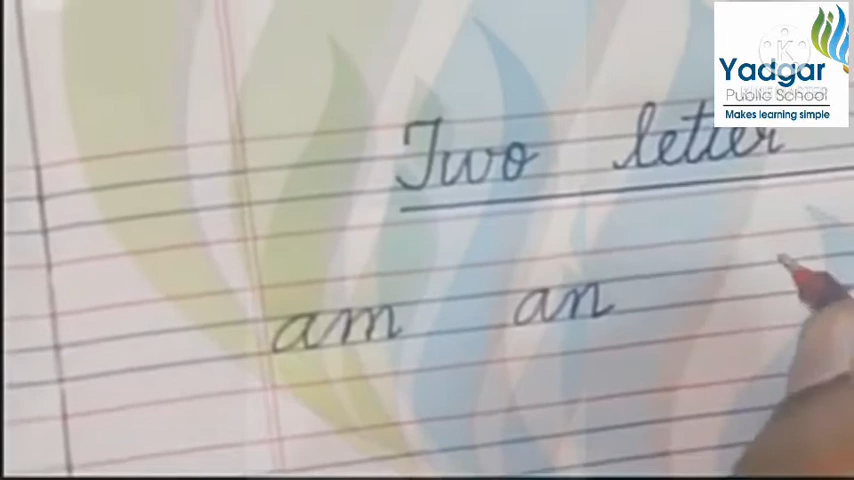 Yadgar
Public School
Makes learning simple
Two letter
am an